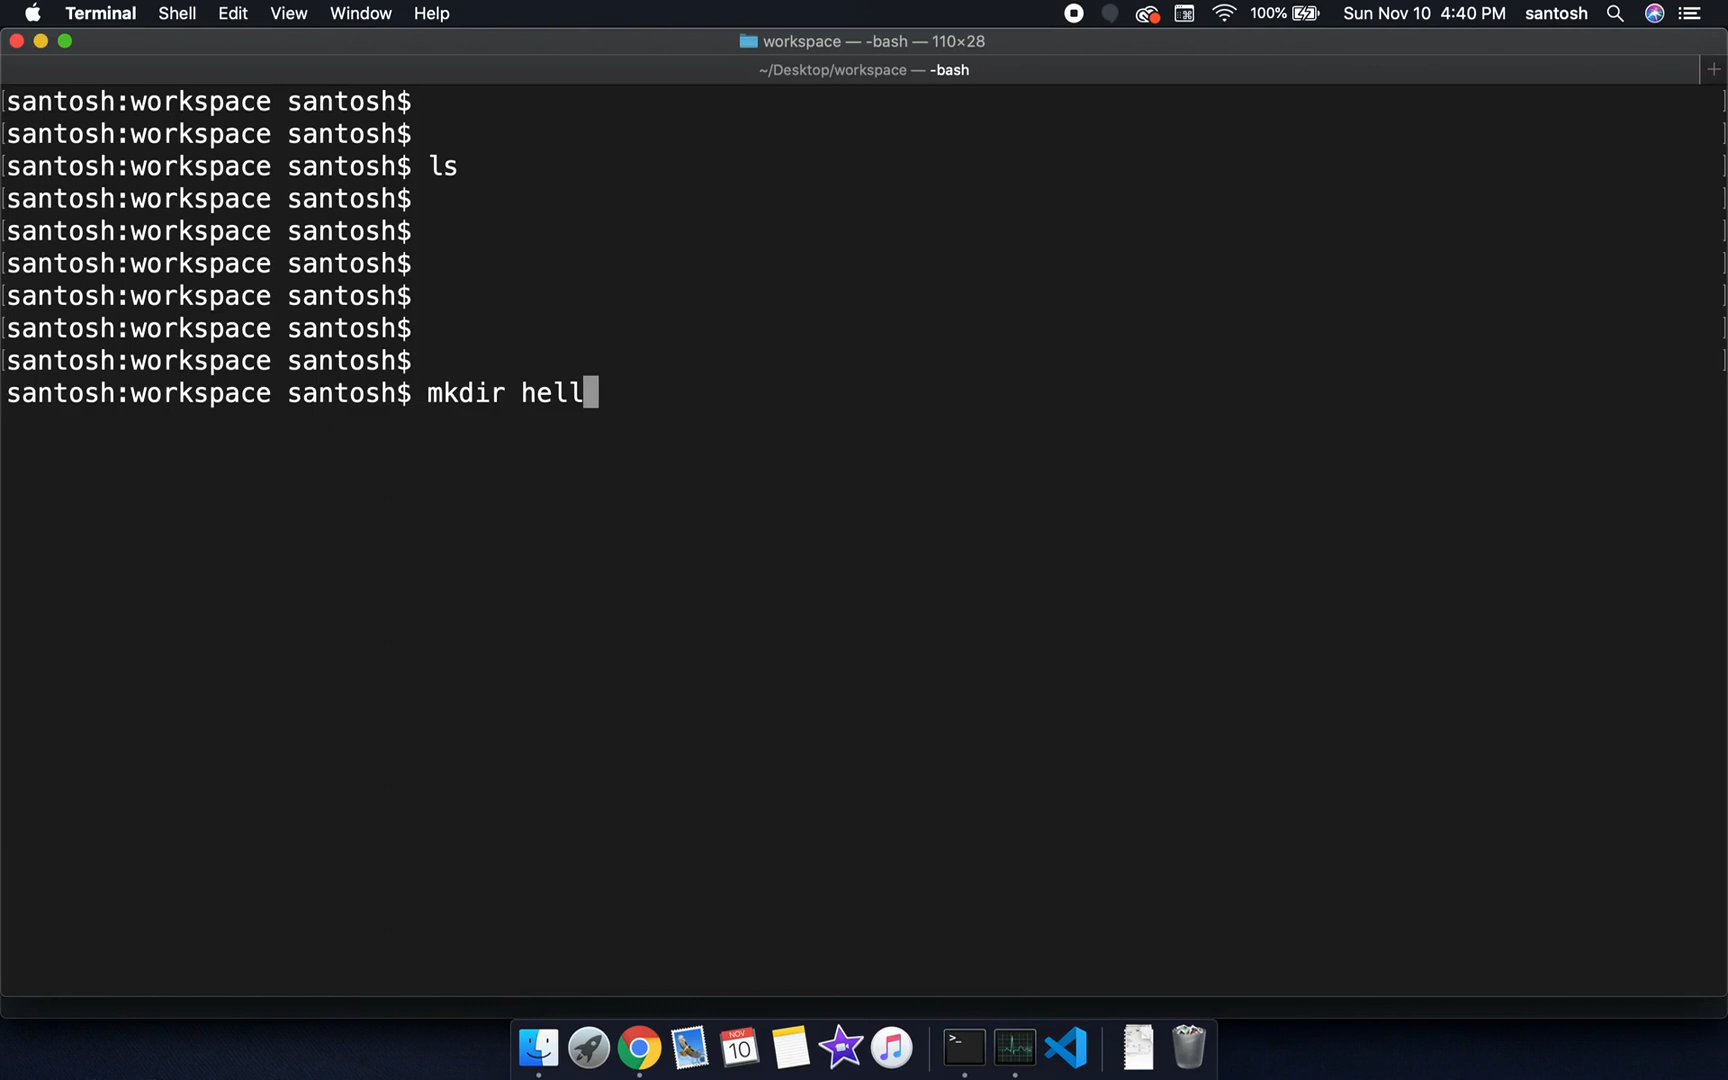 Terminal Shell Edit View Window Help 100% Sun Nov 10 4:40 PM santosh
workspace — -bash — 110×28
~/Desktop/workspace — -bash
santosh:workspace santosh$
santosh:workspace santosh$
santosh:workspace santosh$ ls
santosh:workspace santosh$
santosh:workspace santosh$
santosh:workspace santosh$
santosh:workspace santosh$
santosh:workspace santosh$
santosh:workspace santosh$
santosh:workspace santosh$ mkdir hell
NOV
10
>_